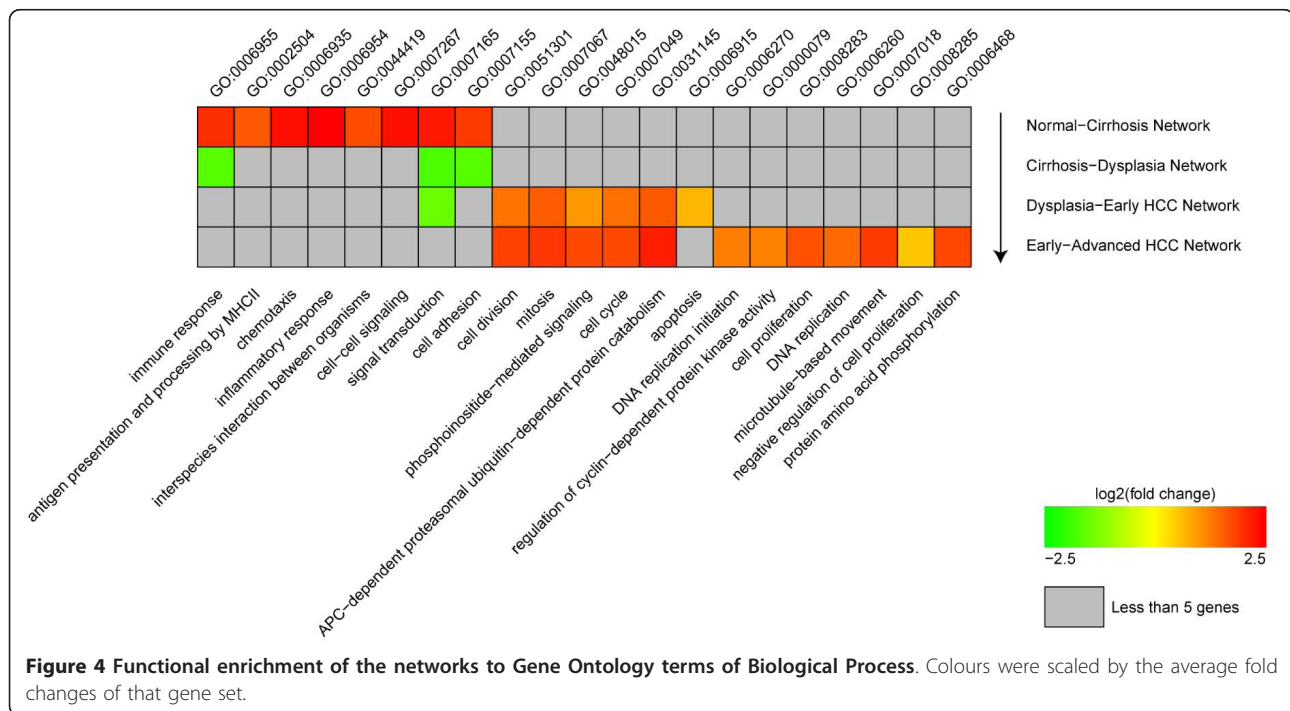 GO:0006955
GO:0002504
GO:0006935
GO:0006954
GO:0044419
GO:0007267
GO:0007165
GO:0007155
GO:0051301
GO:0007067
GO:0048015
GO:0007049
GO:0031145
GO:0006915
GO:0006270
GO:0000079
GO:0008283
GO:0006260
GO:0007018
GO:0008285
GO:0006468
Normal−Cirrhosis Network
Cirrhosis−Dysplasia Network
Dysplasia−Early HCC Network
Early−Advanced HCC Network
immune response
antigen presentation and processing by MHCII
chemotaxis
inflammatory response
interspecies interaction between organisms
cell−cell signaling
signal transduction
cell adhesion
cell division
mitosis
phosphoinositide−mediated signaling
cell cycle
APC−dependent proteasomal ubiquitin−dependent protein catabolism
apoptosis
DNA replication initiation
regulation of cyclin−dependent protein kinase activity
cell proliferation
DNA replication
microtubule−based movement
negative regulation of cell proliferation
protein amino acid phosphorylation
log2(fold change)
−2.5 2.5
Less than 5 genes
Figure 4 Functional enrichment of the networks to Gene Ontology terms of Biological Process. Colours were scaled by the average fold
changes of that gene set.